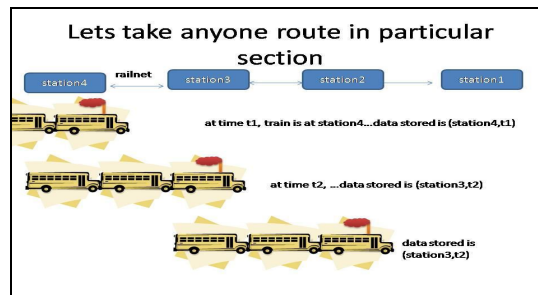 Lets take anyone route in particular
section
railnet
station4
station3
station2
station1
at time t1, train is at station4...data stored is (station4,t1)
at time t2, ...data stored is (station3,t2)
data stored is
(station3,t2)